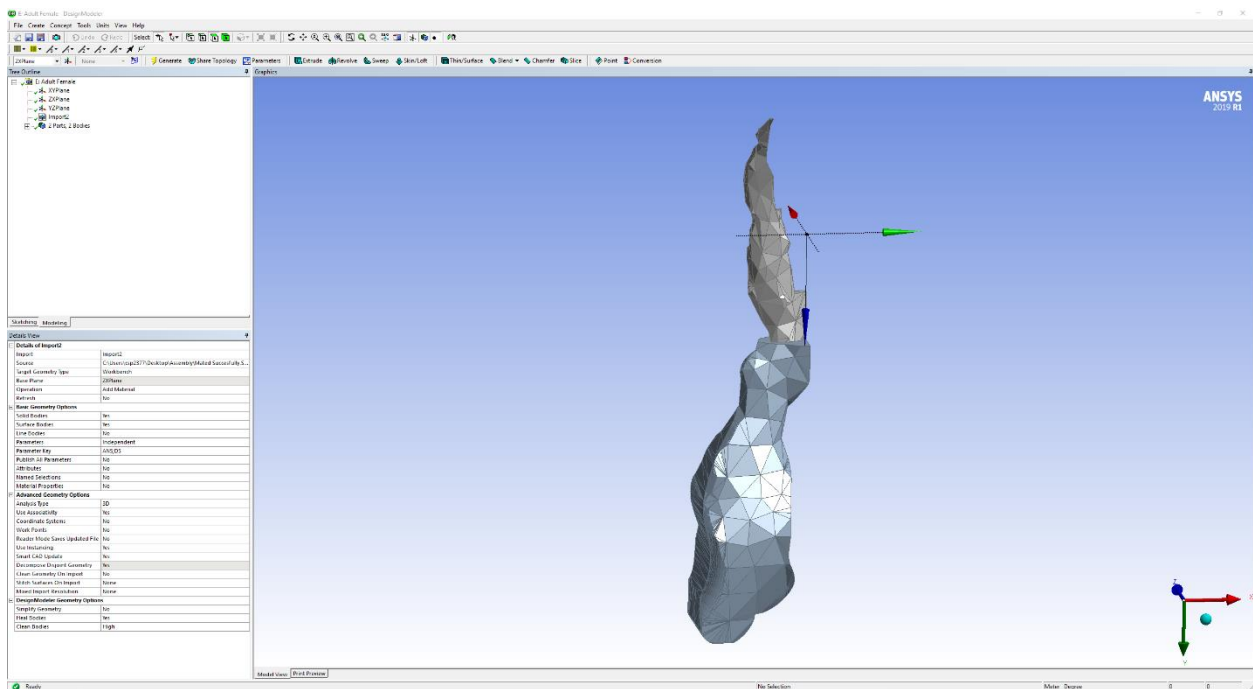 E: Adult Female - DesignModeler
File Create Concept Tools Units View Help
Undo Redo Select
ZXPlane None Generate Share Topology Parameters Extrude Revolve Sweep Skin/Loft Thin/Surface Blend Chamfer Slice Point Conversion
Tree Outline
Graphics
E: Adult Female
XYPlane
ZXPlane
YZPlane
Import2
2 Parts, 2 Bodies
ANSYS
2019 R1
Sketching Modeling
Details View
Details of Import2
Import Import2
Source
Target Geometry Type Workbench
Base Plane ZXPlane
Operation Add Material
Refresh No
Basic Geometry Options
Solid Bodies Yes
Surface Bodies Yes
Line Bodies No
Parameters Independent
Parameter Key ANS;DS
Publish All Parameters No
Attributes No
Named Selections No
Material Properties No
Advanced Geometry Options
Analysis Type 3D
Use Associativity Yes
Coordinate Systems No
Work Points No
Reader Mode Saves Updated File No
Use Instancing Yes
Smart CAD Update Yes
Decompose Disjoint Geometry Yes
Clean Geometry On Import No
Stitch Surfaces On Import None
Mixed Import Resolution None
DesignModeler Geometry Options
Simplify Geometry No
Heal Bodies Yes
Clean Bodies High
Z
X
Y
Model View Print Preview
Ready No Selection Meter Degree 0 0